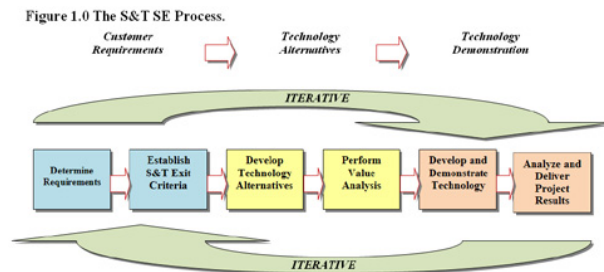 Figure 1.0 The S&T SE Process.
Customer
Requirements
Technology
Alternatives
Technology
Demonstration
ITERATIVE
Determine
Requirements
Establish
S&T Exit
Criteria
Develop
Technology
Alternatives
Perform
Value
Analysis
Develop and
Demonstrate
Technology
Analyze and
Deliver
Project
Results
ITERATIVE